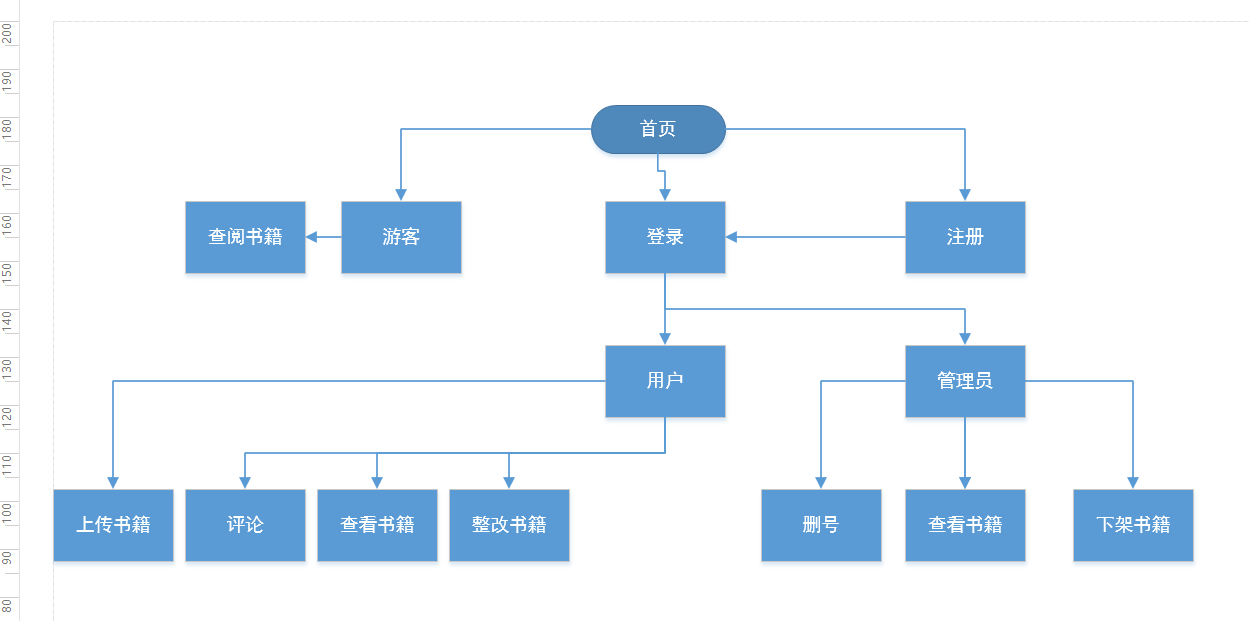 首页
查阅书籍
游客
登录
注册
用户
管理员
上传书籍
评论
查看书籍
整改书籍
删号
查看书籍
下架书籍
200
190
180
170
160
150
140
130
120
110
100
90
80